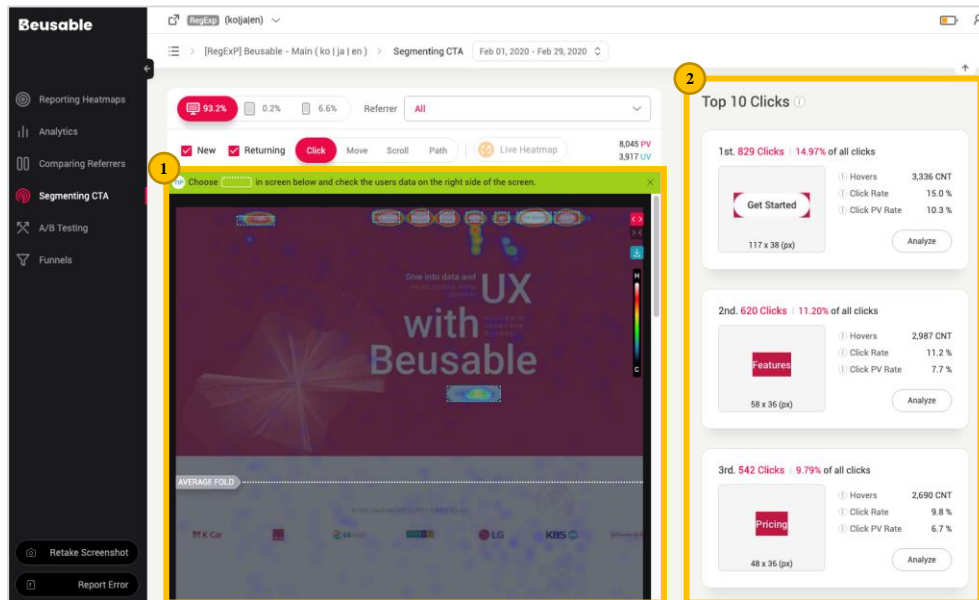 Beusable
RegExp (ko|ja|en)
[RegExP] Beusable - Main ( ko | ja | en ) > Segmenting CTA Feb 01, 2020 - Feb 29, 2020
Reporting Heatmaps
Analytics
Comparing Referrers
Segmenting CTA
A/B Testing
Funnels
Retake Screenshot
Report Error
93.2% 0.2% 6.6% Referrer All
New Returning Click Move Scroll Path Live Heatmap 8,045 PV
3,917 UV
1
TIP Choose in screen below and check the users data on the right side of the screen.
H
C
Dive into data and
UX
with
Beusable
AVERAGE FOLD
K Car LG KBS
2
Top 10 Clicks
1st. 829 Clicks | 14.97% of all clicks
Get Started
117 x 38 (px)
Hovers 3,336 CNT
Click Rate 15.0 %
Click PV Rate 10.3 %
Analyze
2nd. 620 Clicks | 11.20% of all clicks
Features
58 x 36 (px)
Hovers 2,987 CNT
Click Rate 11.2 %
Click PV Rate 7.7 %
Analyze
3rd. 542 Clicks | 9.79% of all clicks
Pricing
48 x 36 (px)
Hovers 2,690 CNT
Click Rate 9.8 %
Click PV Rate 6.7 %
Analyze